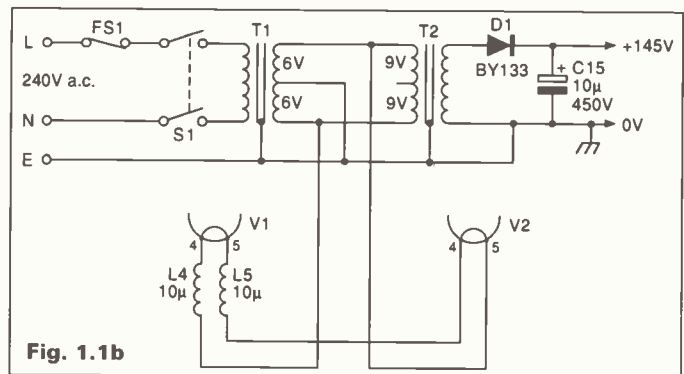 L
FS1
T1
T2
D1
+145V
6V
9V
BY133
+ C15
10µ
450V
240V a.c.
6V
9V
N
S1
0V
E
V1
V2
4 5
4 5
L4
10µ
L5
10µ
Fig. 1.1b